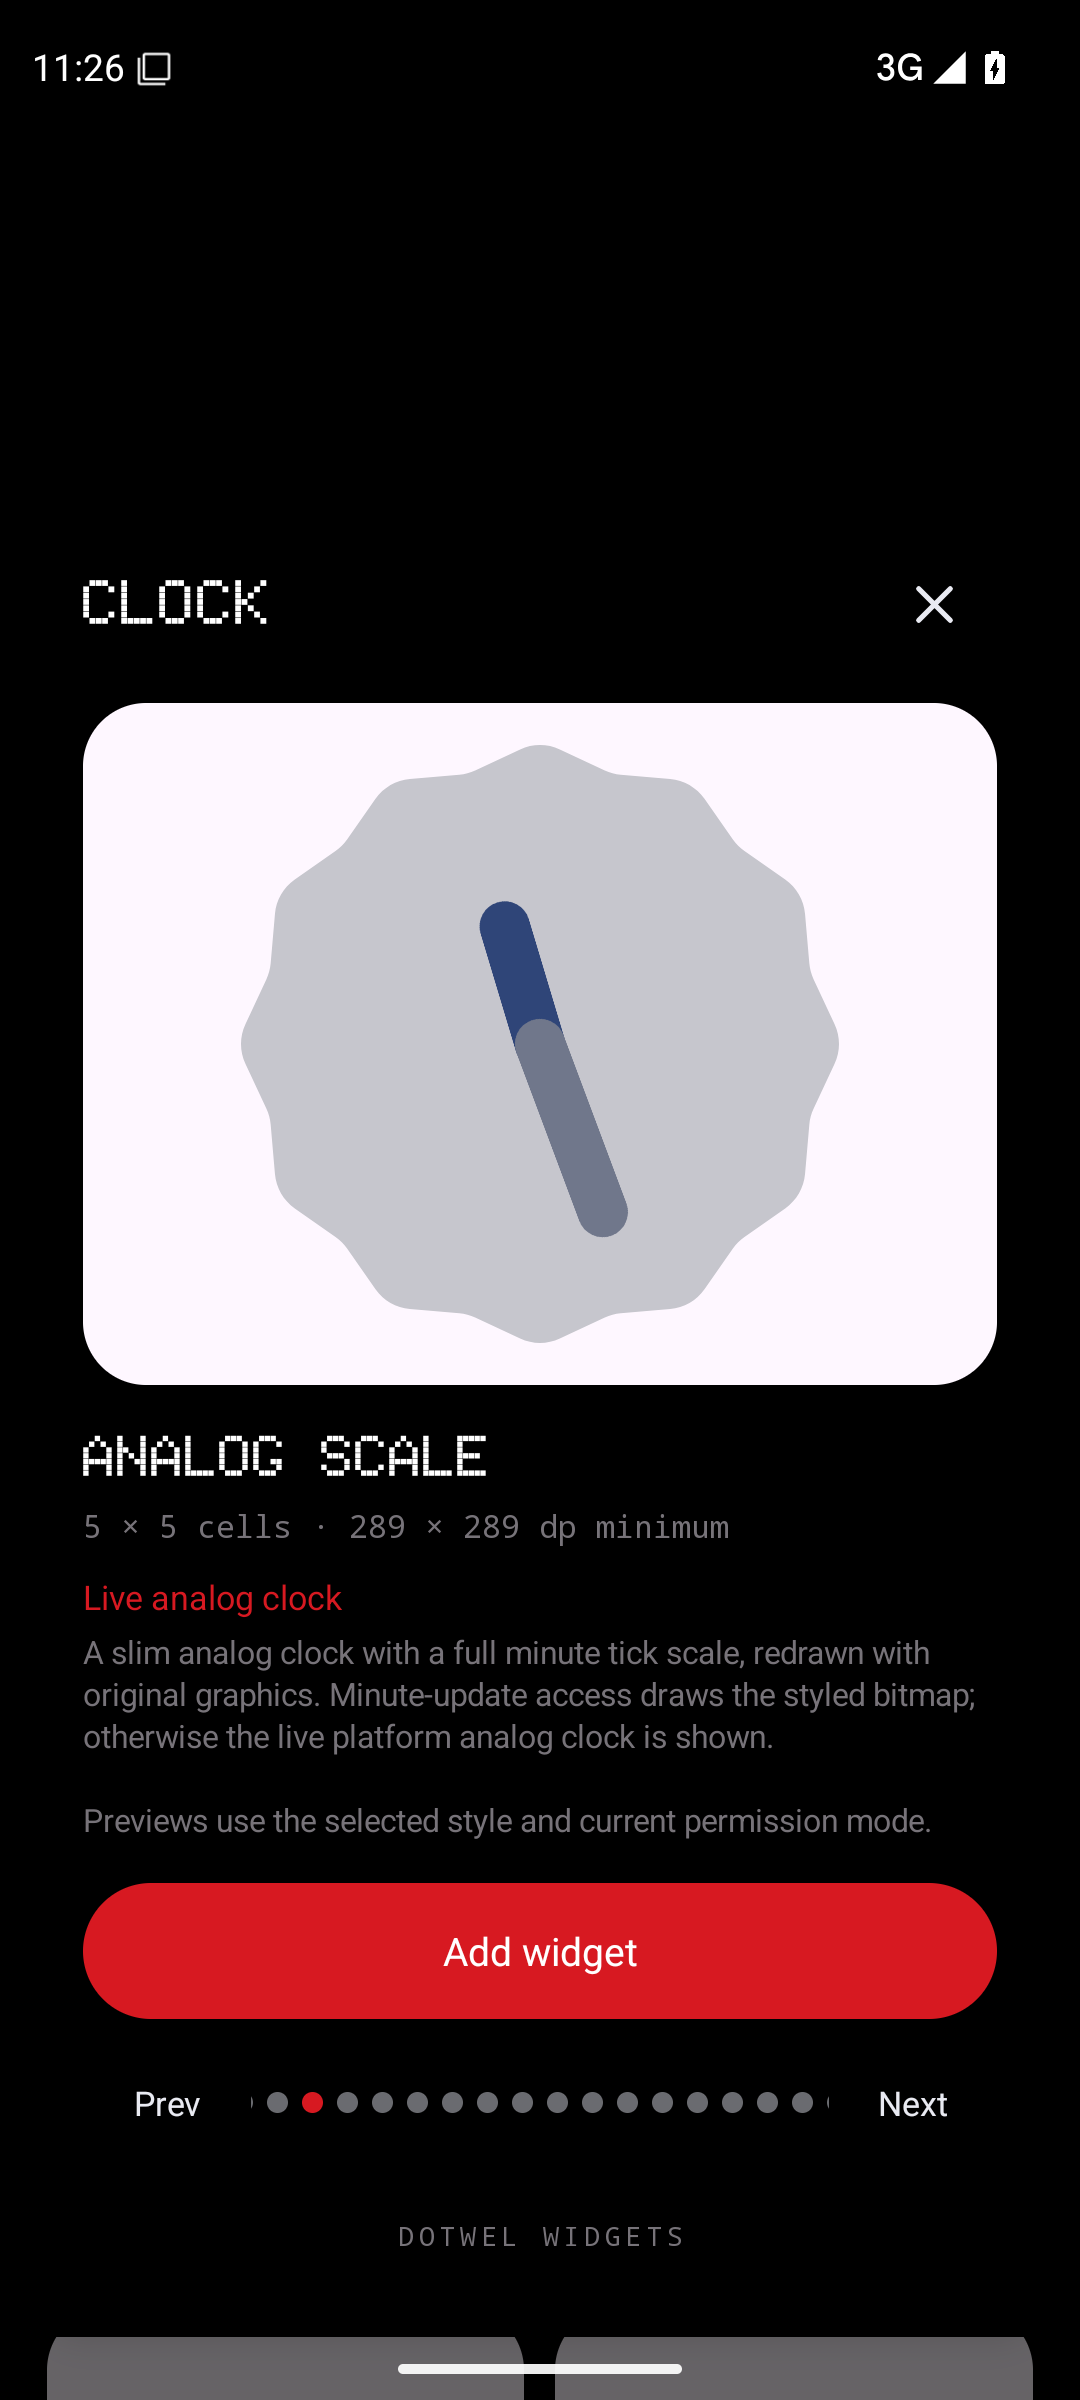 11:26
3G
CLOCK
ANALOG SCALE
5 × 5 cells · 289 × 289 dp minimum
Live analog clock
A slim analog clock with a full minute tick scale, redrawn with
original graphics. Minute-update access draws the styled bitmap;
otherwise the live platform analog clock is shown.
Previews use the selected style and current permission mode.
Add widget
Prev
Next
DOTWEL WIDGETS